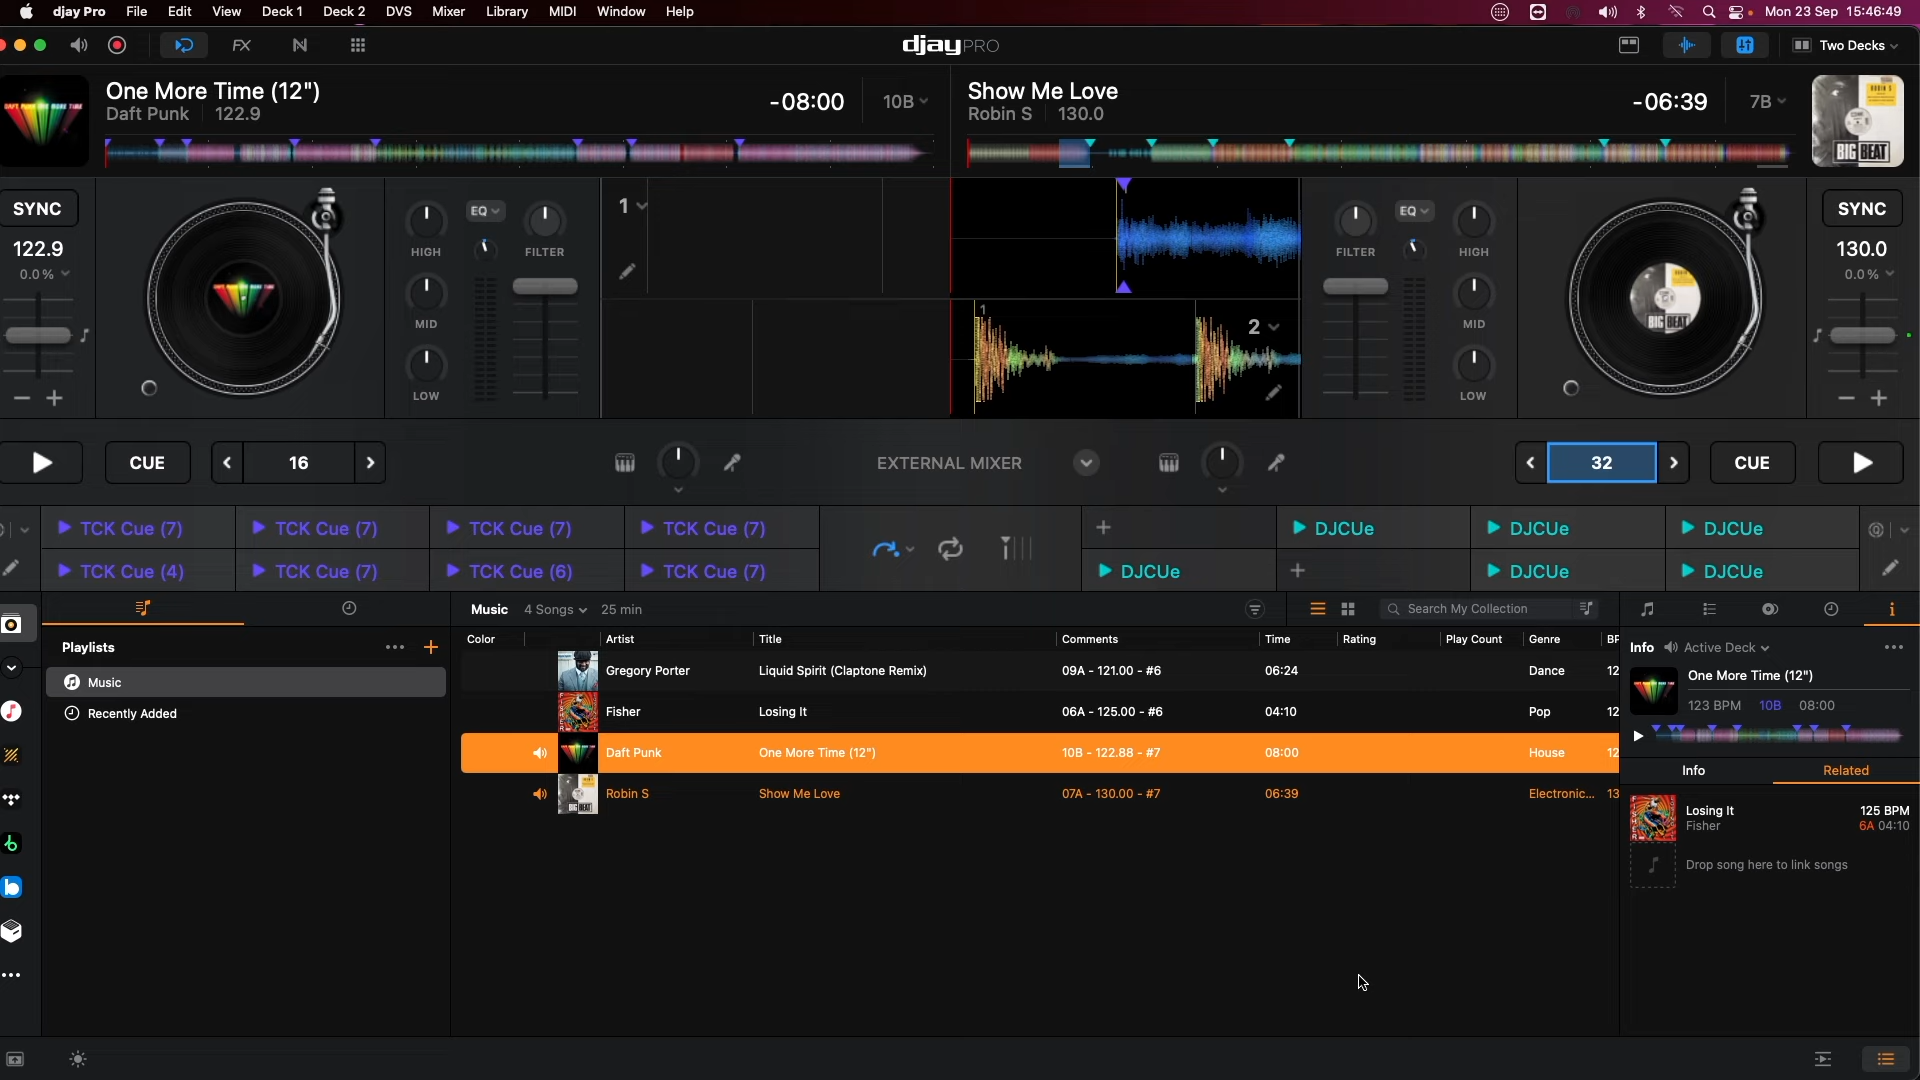 djay Pro File Edit View Deck 1 Deck 2 DVS Mixer Library MIDI Window Help Mon 23 Sep 15:46:49
FX djay PRO Two Decks
One More Time (12")
Daft Punk 122.9
-08:00 10B
Show Me Love
Robin S 130.0
-06:39 7B
SYNC
122.9
0.0%
EQ
HIGH
FILTER
MID
LOW
1
1
2
EQ
FILTER
HIGH
MID
LOW
SYNC
130.0
0.0%
BIG BEAT
BIG BEAT
CUE 16 EXTERNAL MIXER 32 CUE
TCK Cue (7) TCK Cue (7) TCK Cue (7) TCK Cue (7) DJCUe DJCUe DJCUe
TCK Cue (4) TCK Cue (7) TCK Cue (6) TCK Cue (7) DJCUe DJCUe DJCUe
Playlists
Music
Recently Added
Music 4 Songs 25 min Search My Collection
Color Artist Title Comments Time Rating Play Count Genre BP
Gregory Porter Liquid Spirit (Claptone Remix) 09A - 121.00 - #6 06:24 Dance 12
Fisher Losing It 06A - 125.00 - #6 04:10 Pop 12
Daft Punk One More Time (12") 10B - 122.88 - #7 08:00 House 12
Robin S Show Me Love 07A - 130.00 - #7 06:39 Electronic... 13
Info Active Deck
One More Time (12")
123 BPM 10B 08:00
Info Related
Losing It 125 BPM
Fisher 6A 04:10
Drop song here to link songs